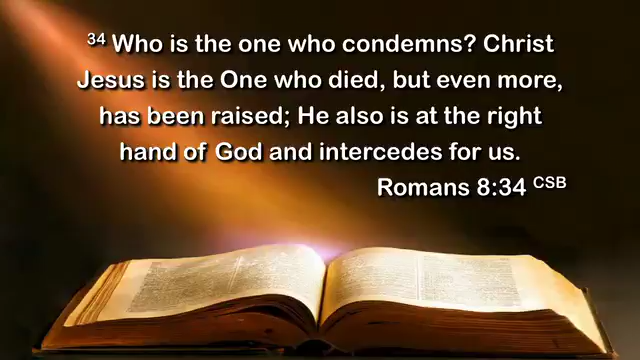 34 Who is the one who condemns? Christ
Jesus is the One who died, but even more,
has been raised; He also is at the right
hand of God and intercedes for us.
Romans 8:34 CSB